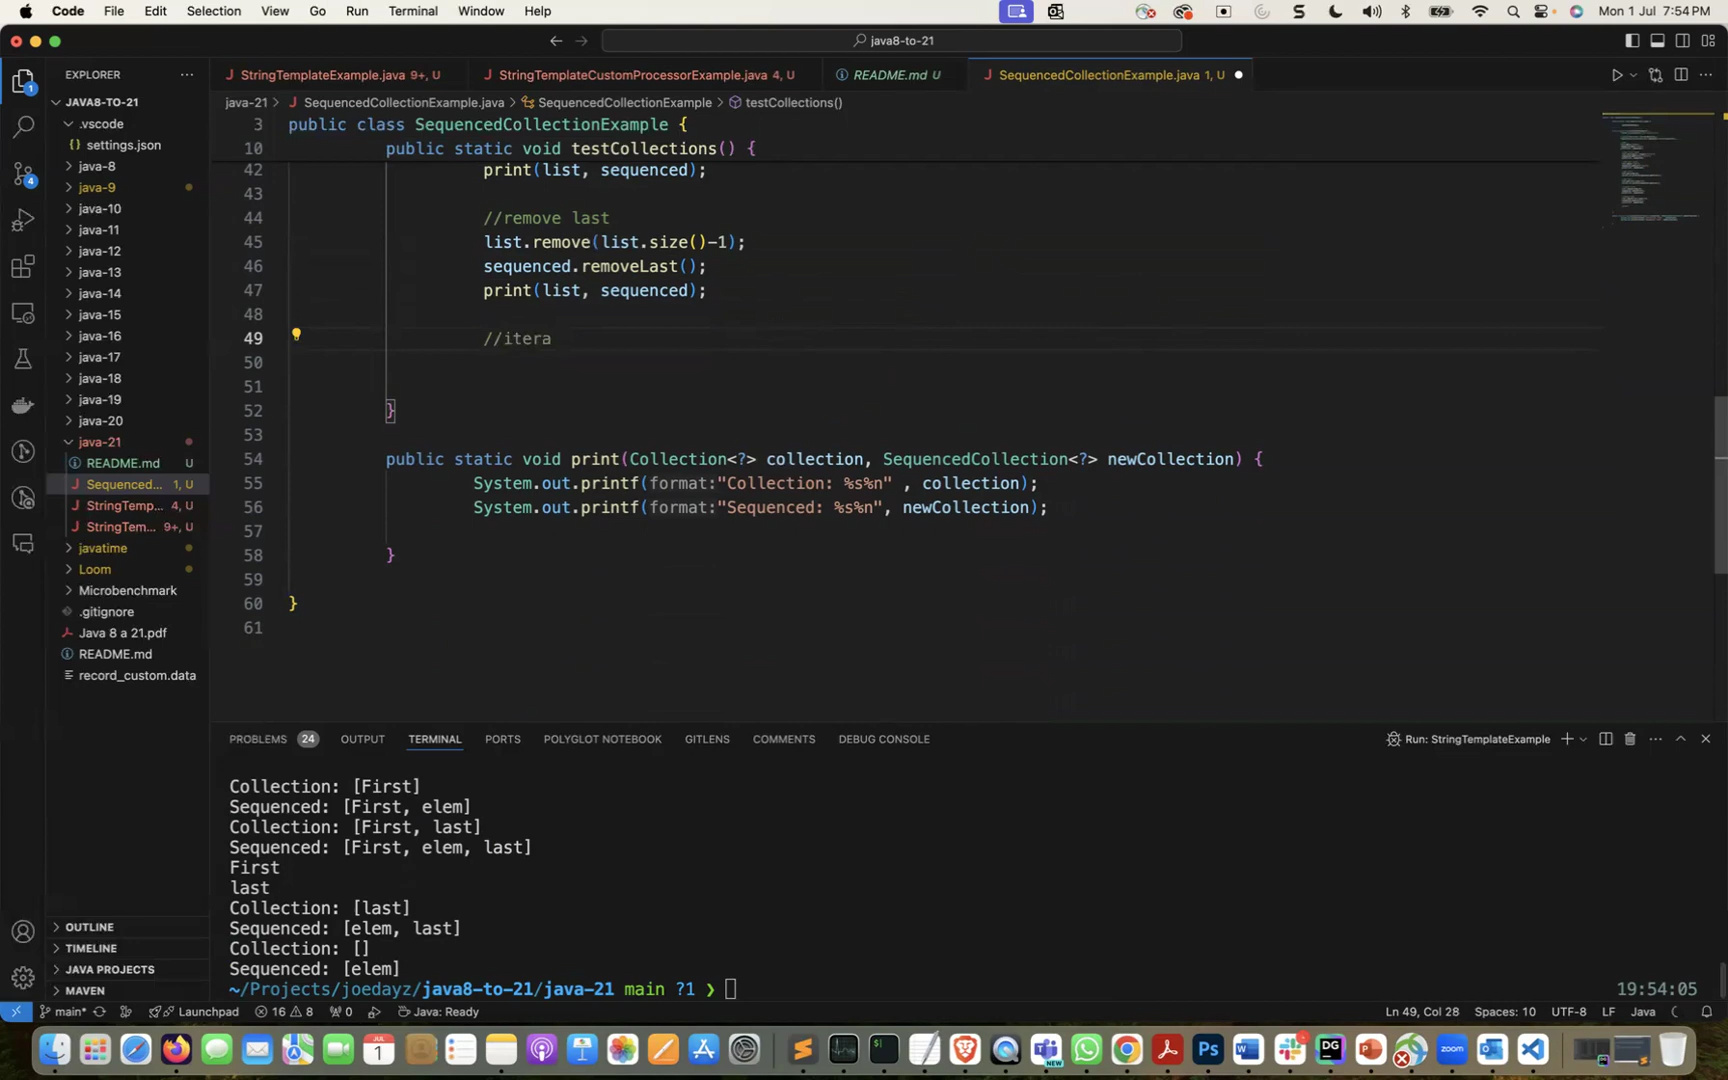 Code File Edit Selection View Go Run Terminal Window Help Mon 1 Jul 7:54 PM
java8-to-21
EXPLORER
StringTemplateExample.java 9+, U StringTemplateCustomProcessorExample.java 4, U README.md U SequencedCollectionExample.java 1, U
java-21 > SequencedCollectionExample.java > SequencedCollectionExample > testCollections()
JAVA8-TO-21
.vscode
settings.json
java-8
java-9
java-10
java-11
java-12
java-13
java-14
java-15
java-16
java-17
java-18
java-19
java-20
java-21
README.md U
Sequenced... 1, U
StringTemp... 4, U
StringTem... 9+, U
javatime
Loom
Microbenchmark
.gitignore
Java 8 a 21.pdf
README.md
record_custom.data
OUTLINE
TIMELINE
JAVA PROJECTS
MAVEN
3 public class SequencedCollectionExample {
10 public static void testCollections() {
42 print(list, sequenced);
43
44 //remove last
45 list.remove(list.size()-1);
46 sequenced.removeLast();
47 print(list, sequenced);
48
49 //itera
50
51
52 }
53
54 public static void print(Collection<?> collection, SequencedCollection<?> newCollection) {
55 System.out.printf(format:"Collection: %s%n" , collection);
56 System.out.printf(format:"Sequenced: %s%n", newCollection);
57
58 }
59
60 }
61
PROBLEMS 24 OUTPUT TERMINAL PORTS POLYGLOT NOTEBOOK GITLENS COMMENTS DEBUG CONSOLE Run: StringTemplateExample
Collection: [First]
Sequenced: [First, elem]
Collection: [First, last]
Sequenced: [First, elem, last]
First
last
Collection: [last]
Sequenced: [elem, last]
Collection: []
Sequenced: [elem]
~/Projects/joedayz/java8-to-21/java-21 main ?1 ❯ 19:54:05
main* Launchpad 16 8 0 Java: Ready Ln 49, Col 28 Spaces: 10 UTF-8 LF Java